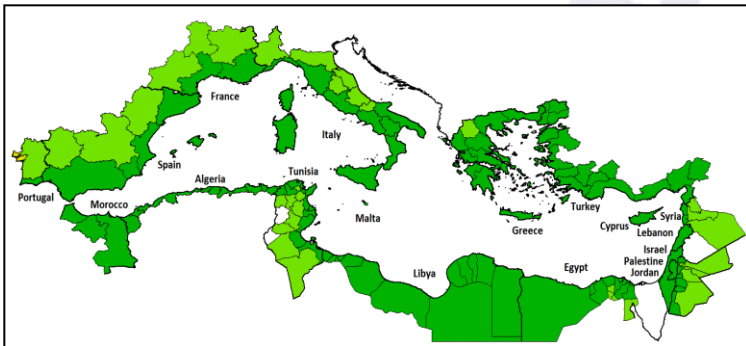 France
Italy
Spain
Algeria
Tunisia
Portugal
Morocco
Malta
Turkey
Greece
Cyprus
Syria
Lebanon
Israel
Palestine
Jordan
Libya
Egypt